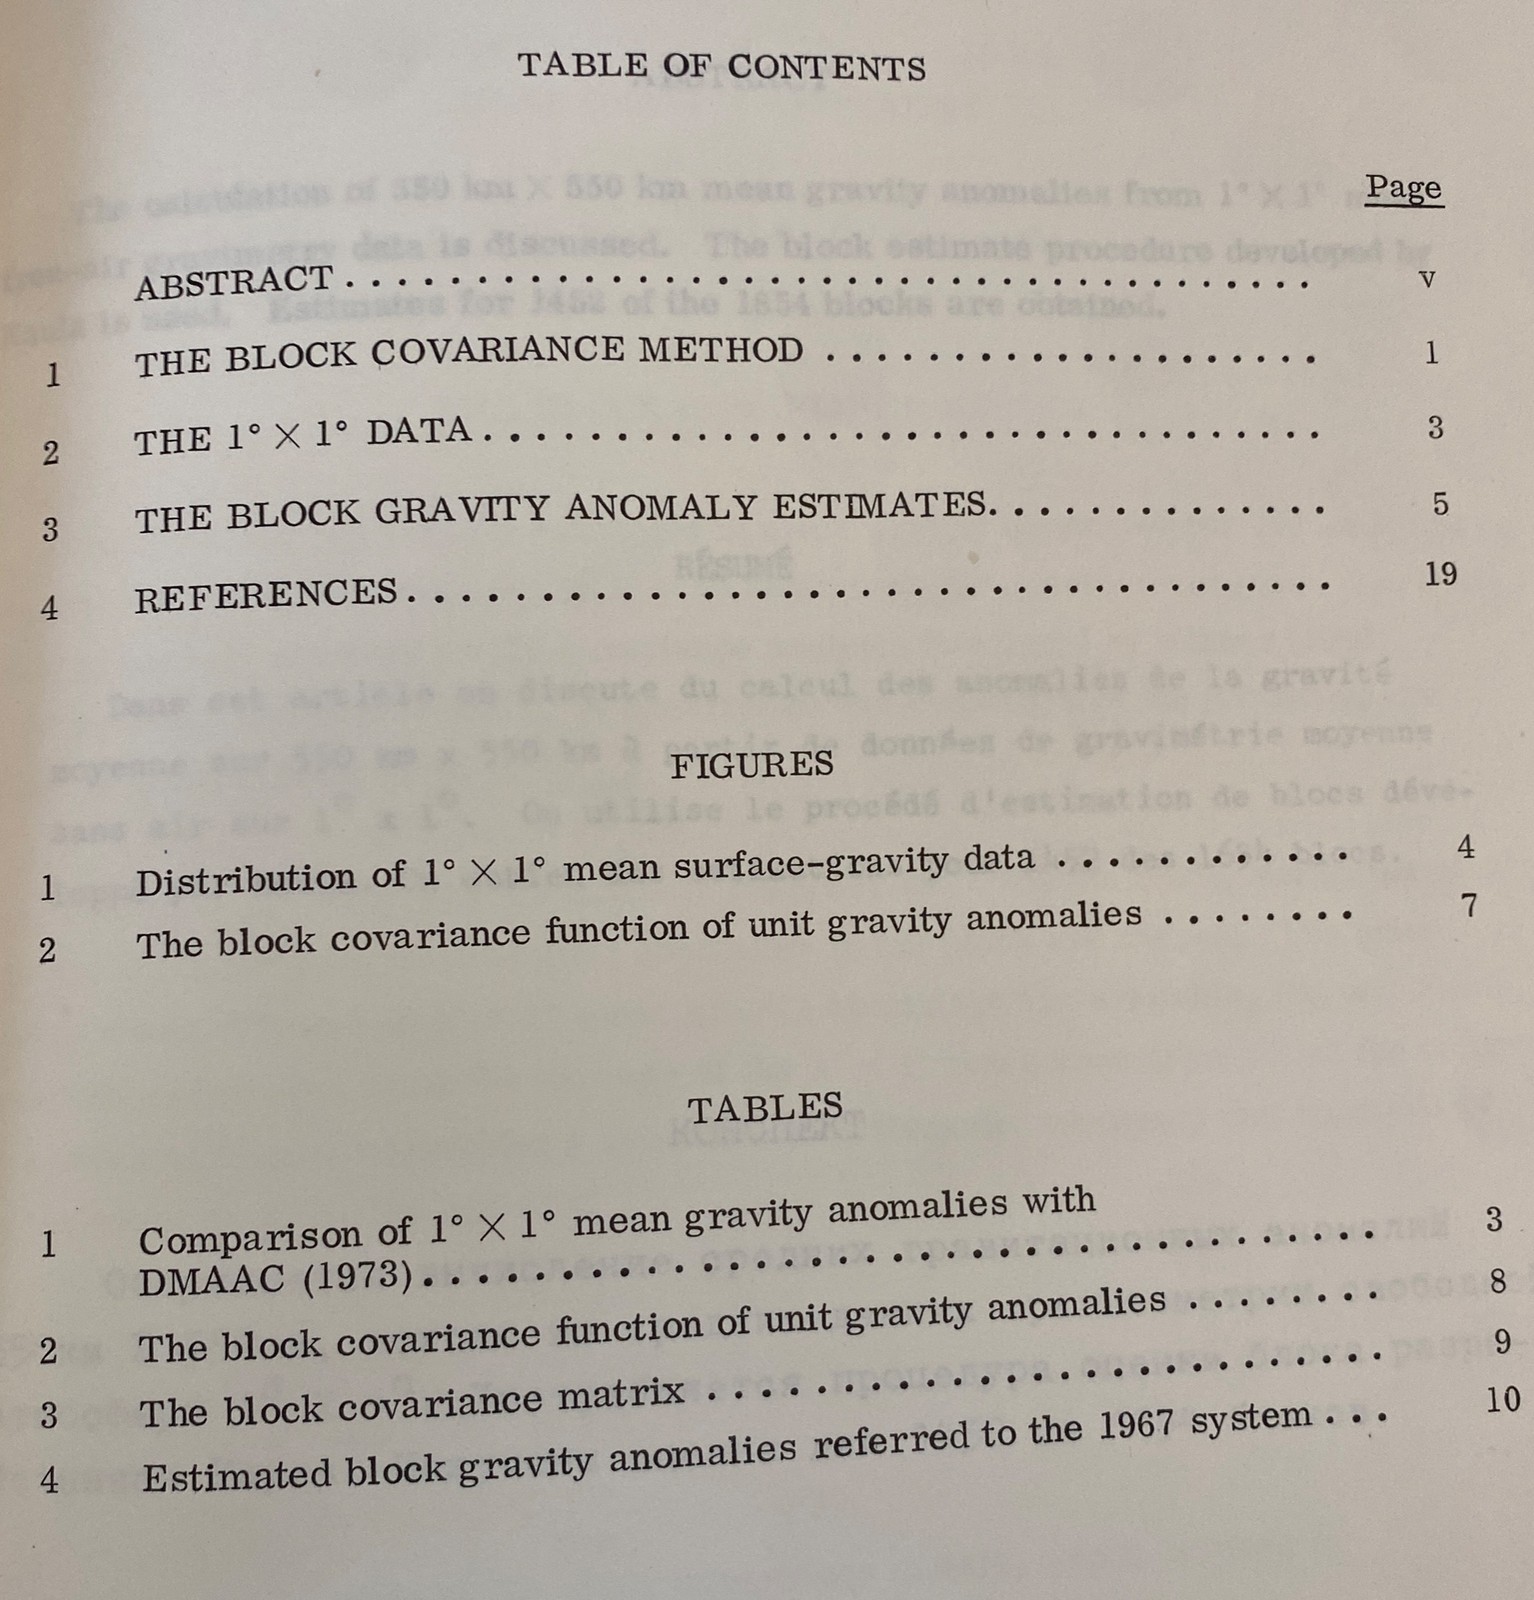 TABLE OF CONTENTS
Page
ABSTRACT . . . . . . . . . . . . . . . . . . . . . . . . . . . . . . . . . . . . . v
1 THE BLOCK COVARIANCE METHOD . . . . . . . . . . . . . . . . . . . 1
2 THE 1° × 1° DATA . . . . . . . . . . . . . . . . . . . . . . . . . . . . . . . . 3
3 THE BLOCK GRAVITY ANOMALY ESTIMATES. . . . . . . . . . . . . . 5
4 REFERENCES . . . . . . . . . . . . . . . . . . . . . . . . . . . . . . . . . . . 19
FIGURES
1 Distribution of 1° × 1° mean surface-gravity data . . . . . . . . . . . . 4
2 The block covariance function of unit gravity anomalies . . . . . . . . 7
TABLES
1 Comparison of 1° × 1° mean gravity anomalies with
DMAAC (1973) . . . . . . . . . . . . . . . . . . . . . . . . . . . . . . . . . . . 3
2 The block covariance function of unit gravity anomalies . . . . . . . . 8
3 The block covariance matrix . . . . . . . . . . . . . . . . . . . . . . . . . 9
4 Estimated block gravity anomalies referred to the 1967 system . . . 10